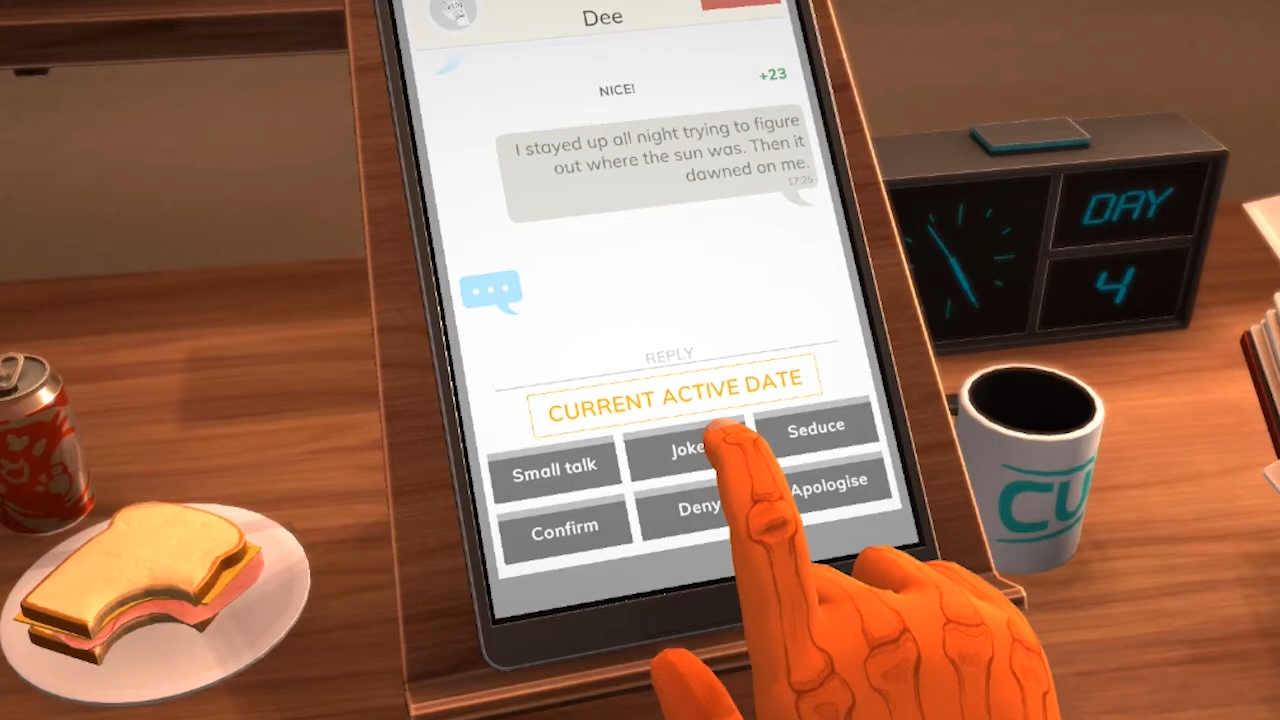 Dee
+23
NICE!
I stayed up all night trying to figure
out where the sun was. Then it
dawned on me.
17:25
REPLY
CURRENT ACTIVE DATE
Small talk
Joke
Seduce
Confirm
Deny
Apologise
DAY
4
CU